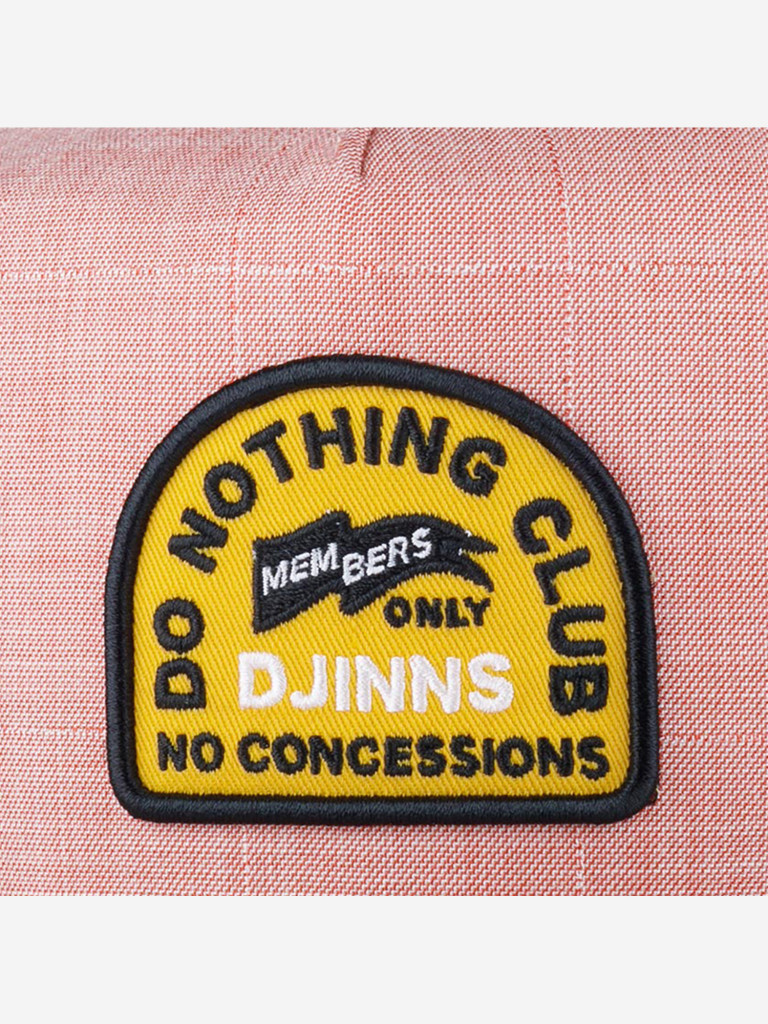 DO NOTHING CLUB
MEMBERS
ONLY
DJINNS
NO CONCESSIONS